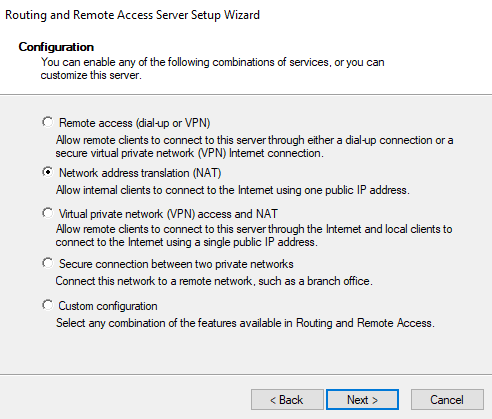 Routing and Remote Access Server Setup Wizard
Configuration
You can enable any of the following combinations of services, or you can
customize this server.
Remote access (dial-up or VPN)
Allow remote clients to connect to this server through either a dial-up connection or a
secure virtual private network (VPN) Internet connection.
Network address translation (NAT)
Allow internal clients to connect to the Internet using one public IP address.
Virtual private network (VPN) access and NAT
Allow remote clients to connect to this server through the Internet and local clients to
connect to the Internet using a single public IP address.
Secure connection between two private networks
Connect this network to a remote network, such as a branch office.
Custom configuration
Select any combination of the features available in Routing and Remote Access.
< Back Next > Cancel